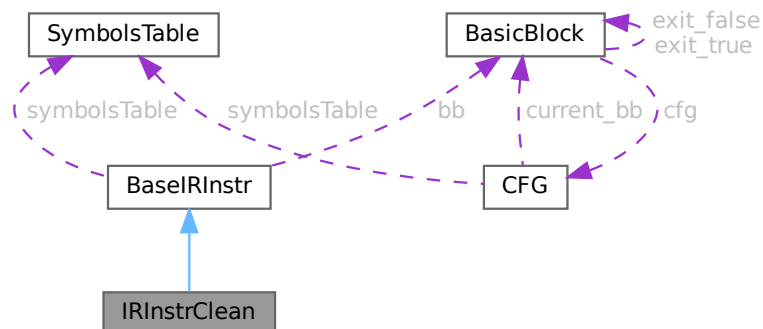 exit_false
exit_true
SymbolsTable
BasicBlock
symbolsTable
symbolsTable
bb
current_bb
cfg
BaseIRInstr
CFG
IRInstrClean